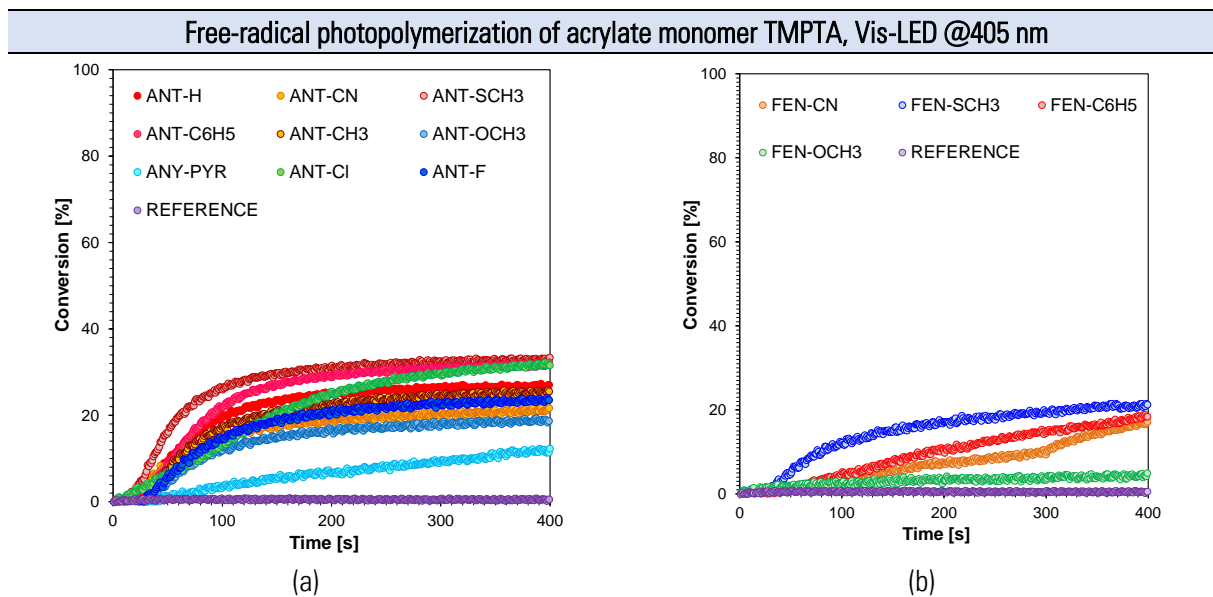 Free-radical photopolymerization of acrylate monomer TMPTA, Vis-LED @405 nm
100
80
60
40
20
0
0
100
200
300
400
Conversion [%]
Time [s]
ANT-H
ANT-CN
ANT-SCH3
ANT-C6H5
ANT-CH3
ANT-OCH3
ANY-PYR
ANT-Cl
ANT-F
REFERENCE
(a)
100
80
60
40
20
0
0
100
200
300
400
Conversion [%]
Time [s]
FEN-CN
FEN-SCH3
FEN-C6H5
FEN-OCH3
REFERENCE
(b)